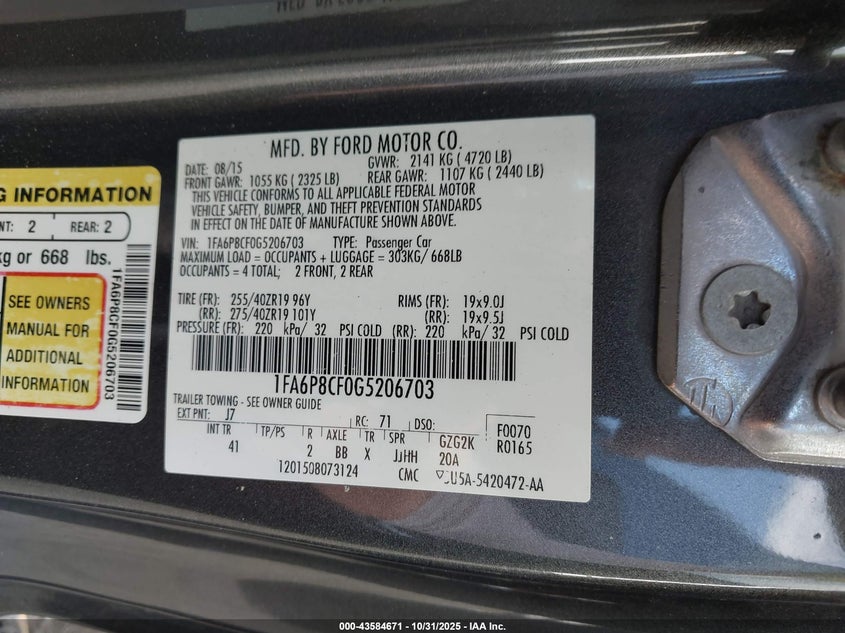 MFD. BY FORD MOTOR CO.
DATE: 08/15 GVWR: 2141 KG ( 4720 LB)
FRONT GAWR: 1055 KG ( 2325 LB) REAR GAWR: 1107 KG ( 2440 LB)
THIS VEHICLE CONFORMS TO ALL APPLICABLE FEDERAL MOTOR
VEHICLE SAFETY, BUMPER, AND THEFT PREVENTION STANDARDS
IN EFFECT ON THE DATE OF MANUFACTURE SHOWN ABOVE.
VIN: 1FA6P8CF0G5206703 TYPE: Passenger Car
MAXIMUM LOAD = OCCUPANTS + LUGGAGE = 303KG/ 668LB
OCCUPANTS = 4 TOTAL; 2 FRONT, 2 REAR
TIRE (FR): 255/40ZR19 96Y RIMS (FR): 19x9.0J
(RR): 275/40ZR19 101Y (RR): 19x9.5J
PRESSURE (FR): 220 kPa/ 32 PSI COLD (RR): 220 kPa/ 32 PSI COLD
1FA6P8CF0G5206703
TRAILER TOWING - SEE OWNER GUIDE
EXT PNT: J7 RC: 71 DSO: F0070
INT TR TP/PS R AXLE TR SPR GZG2K R0165
41 2 BB X JJHH 20A
1201508073124 CMC U5A-5420472-AA
INFORMATION
2 REAR: 2
kg or 668 lbs.
SEE OWNERS
MANUAL FOR
ADDITIONAL
INFORMATION
1FA6P8CF0G5206703
000-43584671 - 10/31/2025 - IAA Inc.